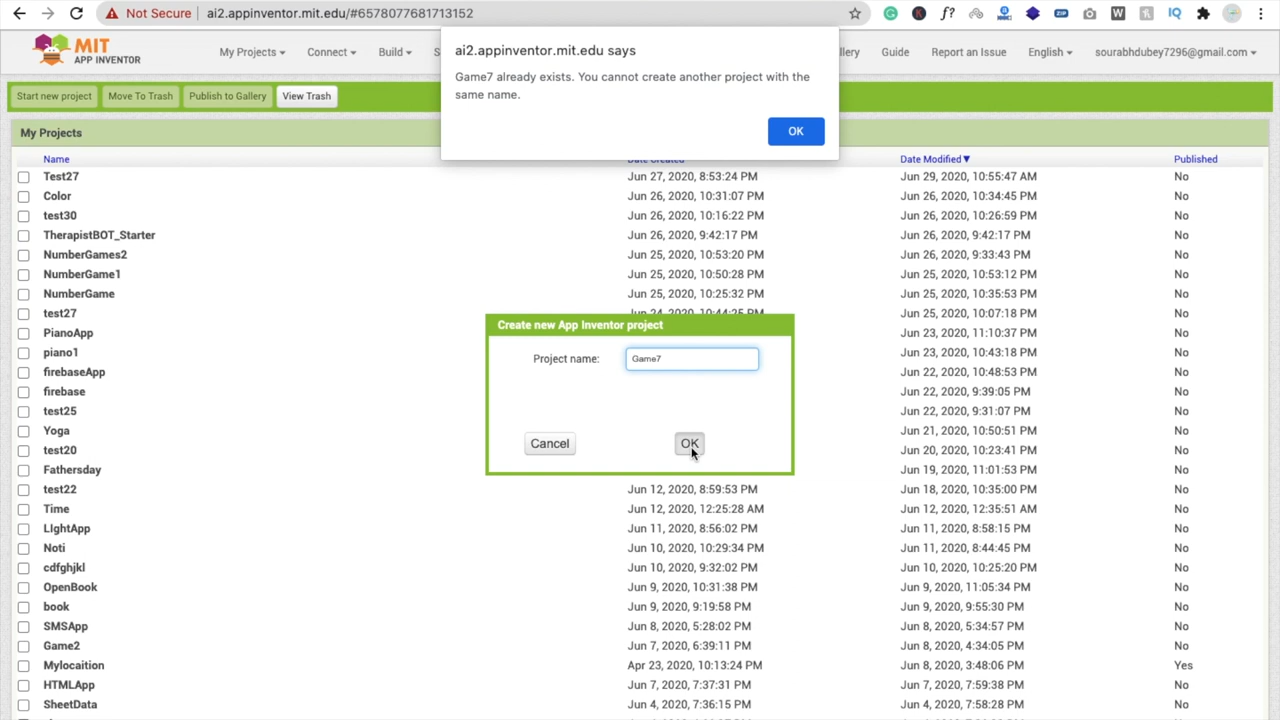 Not Secure | ai2.appinventor.mit.edu/#6578077681713152
MIT APP INVENTOR My Projects Connect Build Guide Report an Issue English sourabhdubey7296@gmail.com
ai2.appinventor.mit.edu says
Game7 already exists. You cannot create another project with the
same name.
OK
Start new project Move To Trash Publish to Gallery View Trash
My Projects
Name Date Created Date Modified Published
Test27 Jun 27, 2020, 8:53:24 PM Jun 29, 2020, 10:55:47 AM No
Color Jun 26, 2020, 10:31:07 PM Jun 26, 2020, 10:34:45 PM No
test30 Jun 26, 2020, 10:16:22 PM Jun 26, 2020, 10:26:59 PM No
TherapistBOT_Starter Jun 26, 2020, 9:42:17 PM Jun 26, 2020, 9:42:17 PM No
NumberGames2 Jun 25, 2020, 10:53:20 PM Jun 26, 2020, 9:33:43 PM No
NumberGame1 Jun 25, 2020, 10:50:28 PM Jun 25, 2020, 10:53:12 PM No
NumberGame Jun 25, 2020, 10:25:32 PM Jun 25, 2020, 10:35:53 PM No
test27 Jun 24, 2020, 10:44:25 PM Jun 25, 2020, 10:07:18 PM No
PianoApp Jun 23, 2020, 11:10:37 PM No
piano1 Jun 23, 2020, 10:43:18 PM No
firebaseApp Jun 22, 2020, 10:48:53 PM No
firebase Jun 22, 2020, 9:39:05 PM No
test25 Jun 22, 2020, 9:31:07 PM No
Yoga Jun 21, 2020, 10:50:51 PM No
test20 Jun 20, 2020, 10:23:41 PM No
Fathersday Jun 19, 2020, 11:01:53 PM No
Create new App Inventor project
Project name: Game7
Cancel OK
test22 Jun 12, 2020, 8:59:53 PM Jun 18, 2020, 10:35:00 PM No
Time Jun 12, 2020, 12:25:28 AM Jun 12, 2020, 12:35:51 AM No
LIghtApp Jun 11, 2020, 8:56:02 PM Jun 11, 2020, 8:58:15 PM No
Noti Jun 10, 2020, 10:29:34 PM Jun 11, 2020, 8:44:45 PM No
cdfghjkl Jun 10, 2020, 9:32:02 PM Jun 10, 2020, 10:25:20 PM No
OpenBook Jun 9, 2020, 10:31:38 PM Jun 9, 2020, 11:05:34 PM No
book Jun 9, 2020, 9:19:58 PM Jun 9, 2020, 9:55:30 PM No
SMSApp Jun 8, 2020, 5:28:02 PM Jun 8, 2020, 5:34:57 PM No
Game2 Jun 7, 2020, 6:39:11 PM Jun 8, 2020, 4:34:05 PM No
Mylocaition Apr 23, 2020, 10:13:24 PM Jun 8, 2020, 3:48:06 PM Yes
HTMLApp Jun 7, 2020, 7:37:31 PM Jun 7, 2020, 7:59:38 PM No
SheetData Jun 4, 2020, 7:36:15 PM Jun 4, 2020, 7:58:28 PM No